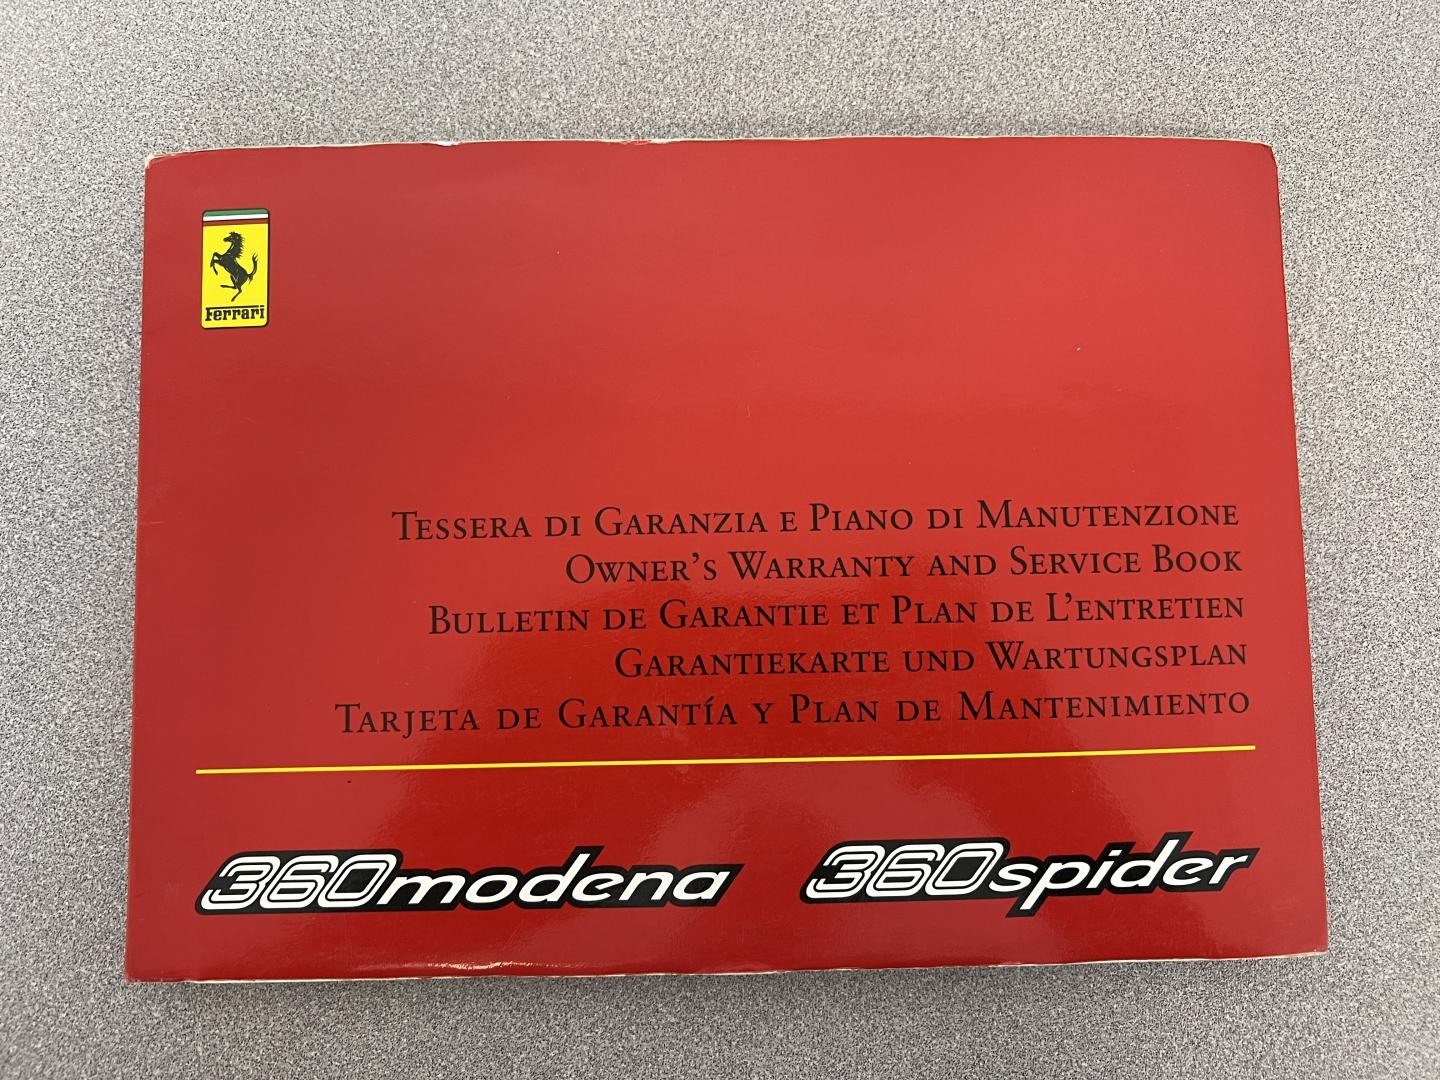 Ferrari
Tessera di Garanzia e Piano di Manutenzione
Owner's Warranty and Service Book
Bulletin de Garantie et Plan de L'entretien
Garantiekarte und Wartungsplan
Tarjeta de Garantía y Plan de Mantenimiento
360modena 360spider